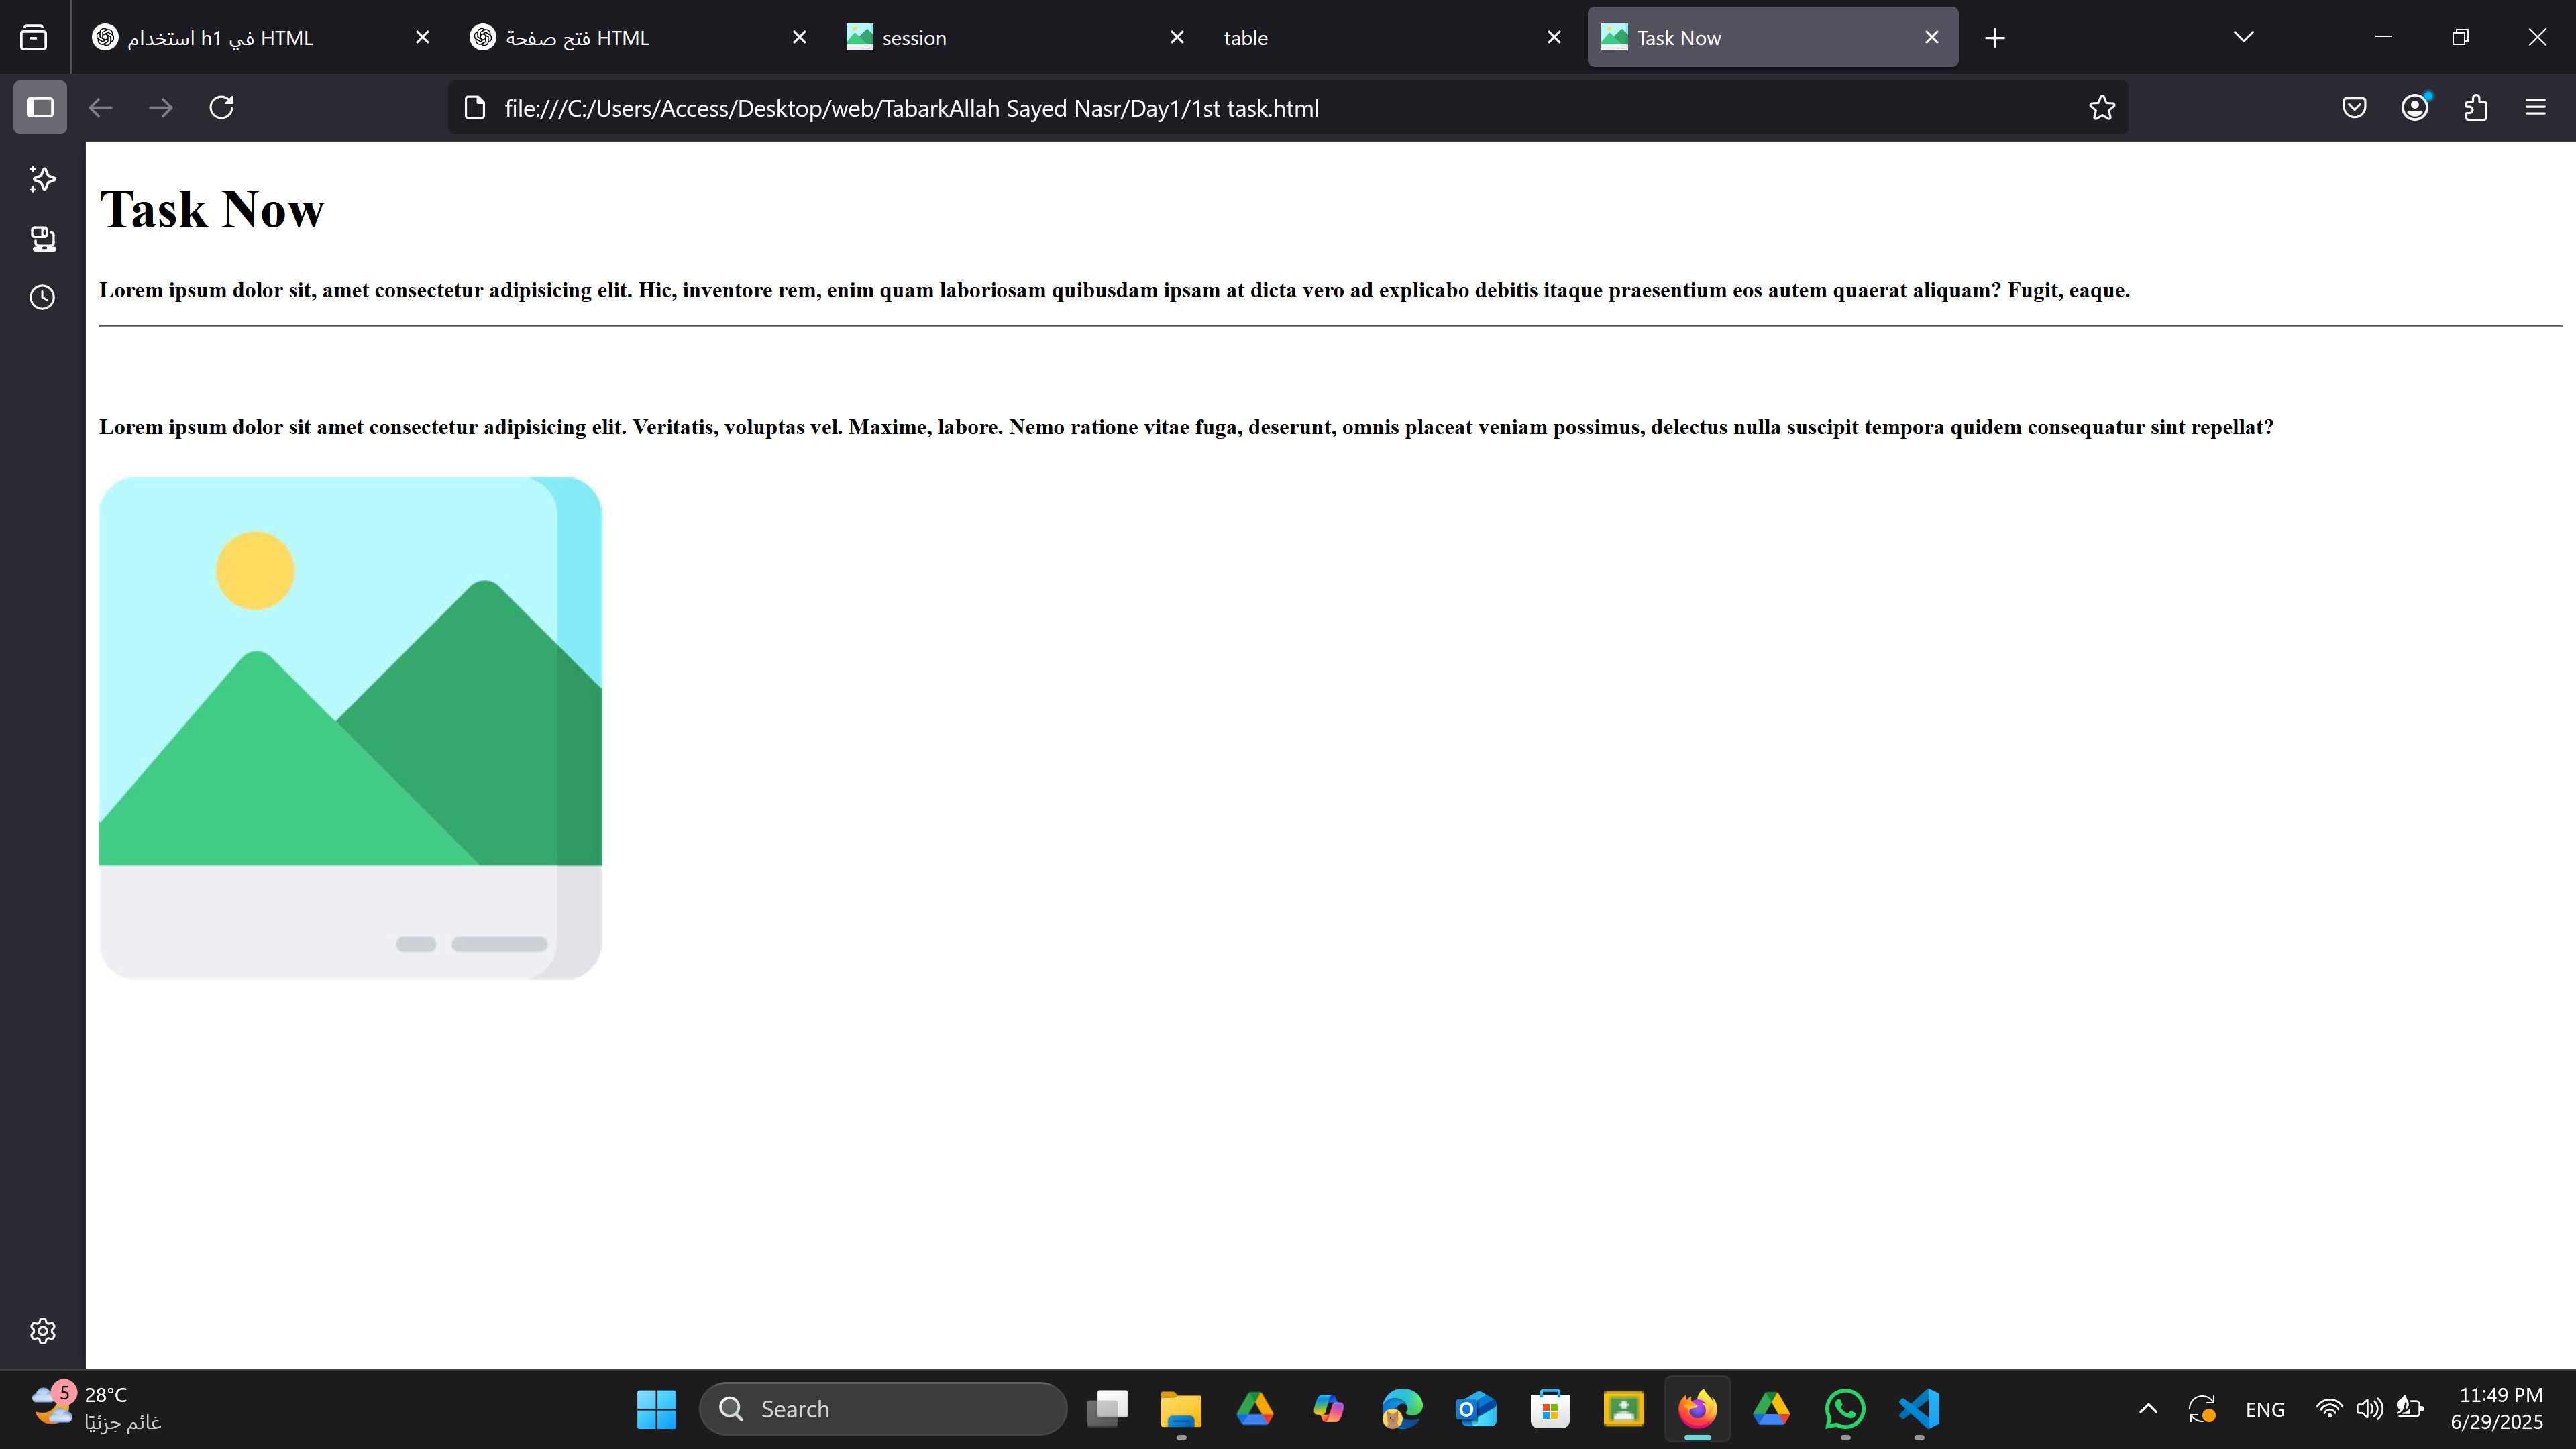 استخدام h1 في HTML
فتح صفحة HTML
session
table
Task Now
file:///C:/Users/Access/Desktop/web/TabarkAllah Sayed Nasr/Day1/1st task.html
Task Now
Lorem ipsum dolor sit, amet consectetur adipisicing elit. Hic, inventore rem, enim quam laboriosam quibusdam ipsam at dicta vero ad explicabo debitis itaque praesentium eos autem quaerat aliquam? Fugit, eaque.
Lorem ipsum dolor sit amet consectetur adipisicing elit. Veritatis, voluptas vel. Maxime, labore. Nemo ratione vitae fuga, deserunt, omnis placeat veniam possimus, delectus nulla suscipit tempora quidem consequatur sint repellat?
5
28°C
غائم جزئيًا
Search
ENG
11:49 PM
6/29/2025